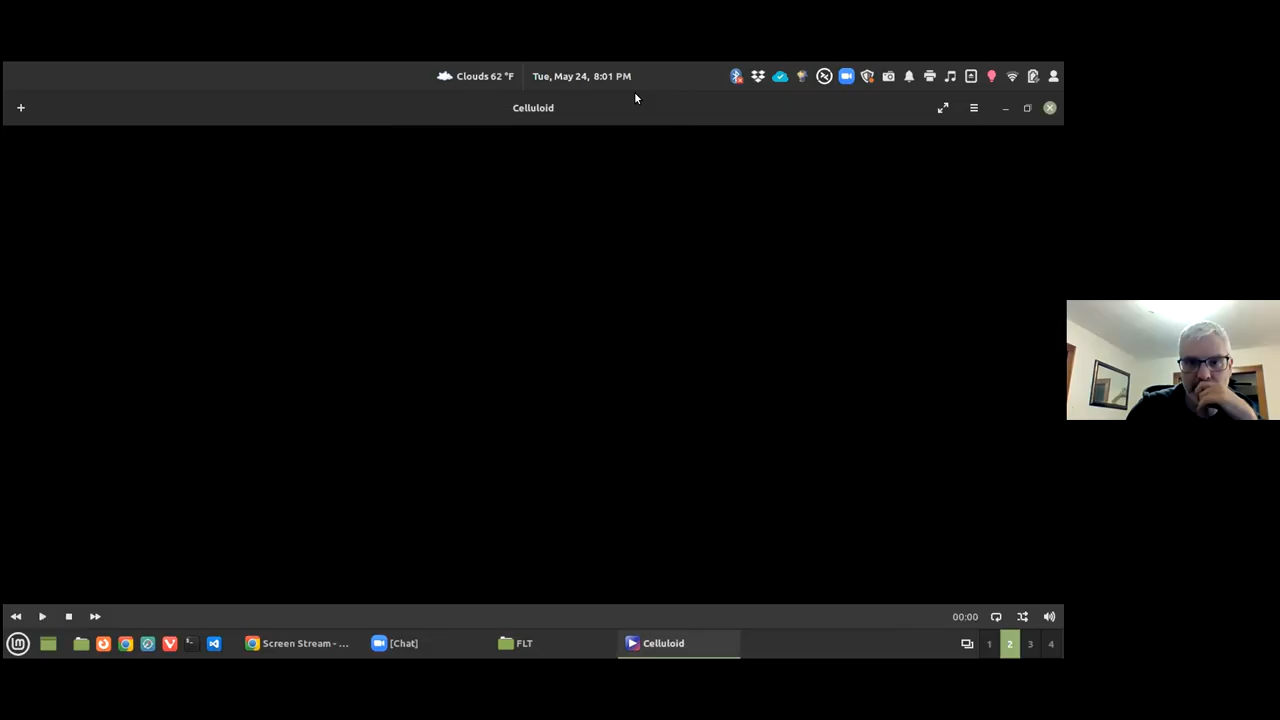 Clouds 62 °F
Tue, May 24, 8:01 PM
Celluloid
00:00
Screen Stream - ...
[Chat]
FLT
Celluloid
1
2
3
4